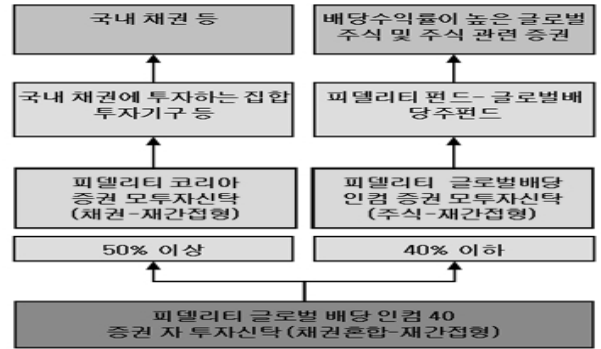 국내 채권 등
배당수익률이 높은 글로벌
주식 및 주식 관련 증권
국내 채권에 투자하는 집합
투자기구 등
피델리티 펀드- 글로벌배
당주펀드
피델리티 코리아
증권 모투자신탁
(채권-재간접형)
피델리티 글로벌배당
인컴 증권 모투자신탁
(주식-재간접형)
50% 이상
40% 이하
피델리티 글로벌 배당 인컴 40
증권 자 투자신탁 (채권혼합-재간접형)